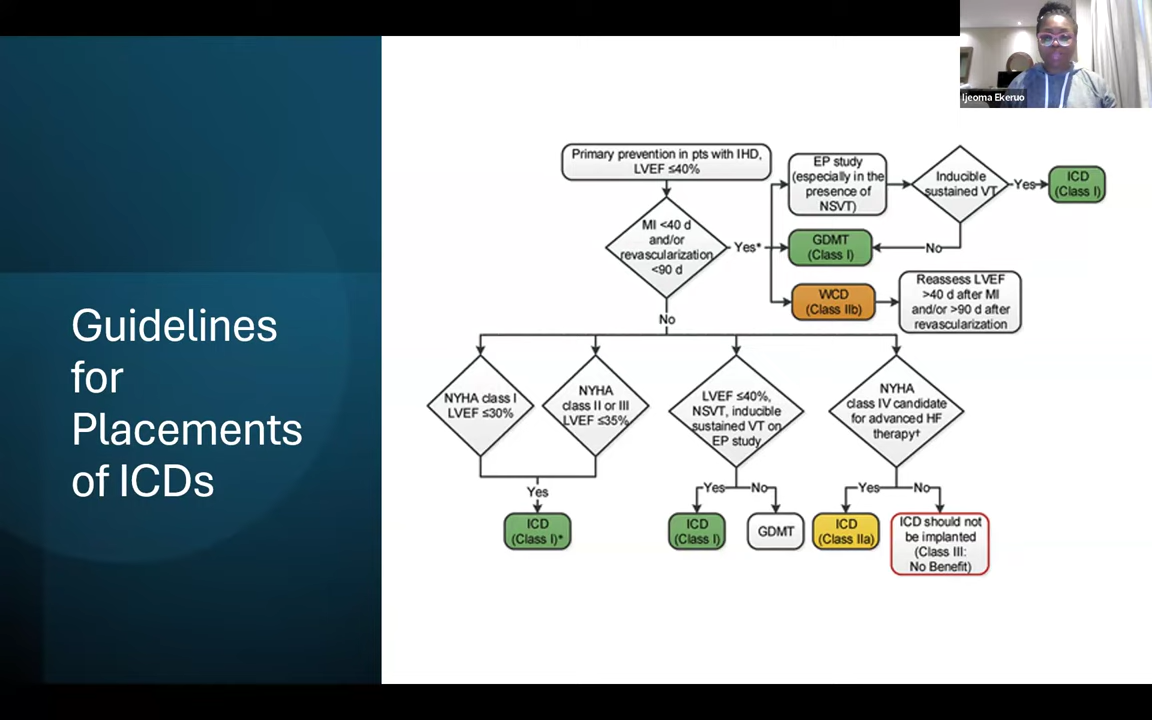 Ijeoma Ekeruo
Guidelines
for
Placements
of ICDs
Primary prevention in pts with IHD,
LVEF ≤40%
MI <40 d
and/or
revascularization
<90 d
Yes*
EP study
(especially in the
presence of
NSVT)
Inducible
sustained VT
Yes
ICD
(Class I)
GDMT
(Class I)
No
WCD
(Class IIb)
Reassess LVEF
>40 d after MI
and/or >90 d after
revascularization
No
NYHA class I
LVEF ≤30%
NYHA
class II or III
LVEF ≤35%
LVEF ≤40%,
NSVT, inducible
sustained VT on
EP study
NYHA
class IV candidate
for advanced HF
therapy†
Yes
Yes
No
Yes
No
ICD
(Class I)*
ICD
(Class I)
GDMT
ICD
(Class IIa)
ICD should not
be implanted
(Class III:
No Benefit)